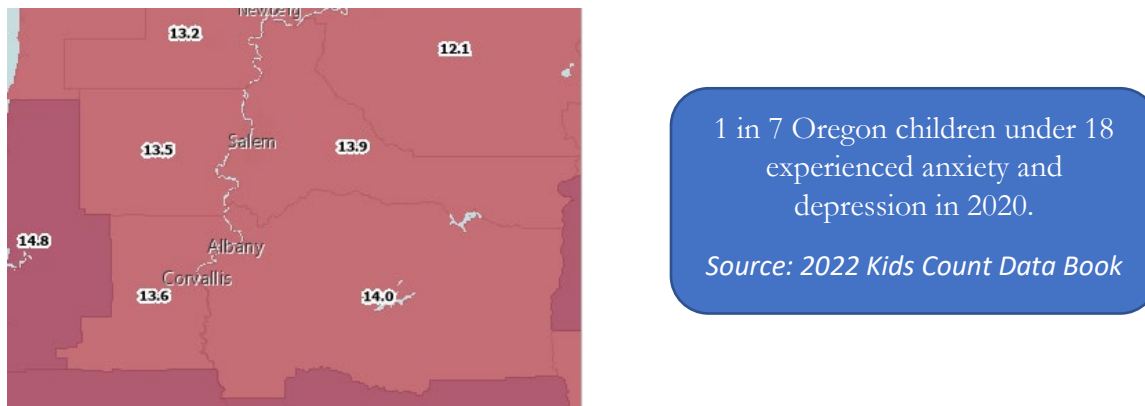 Newberg
13.2
12.1
Salem
13.5
13.9
14.8
Albany
Corvallis
13.6
14.0
1 in 7 Oregon children under 18
experienced anxiety and
depression in 2020.
Source: 2022 Kids Count Data Book